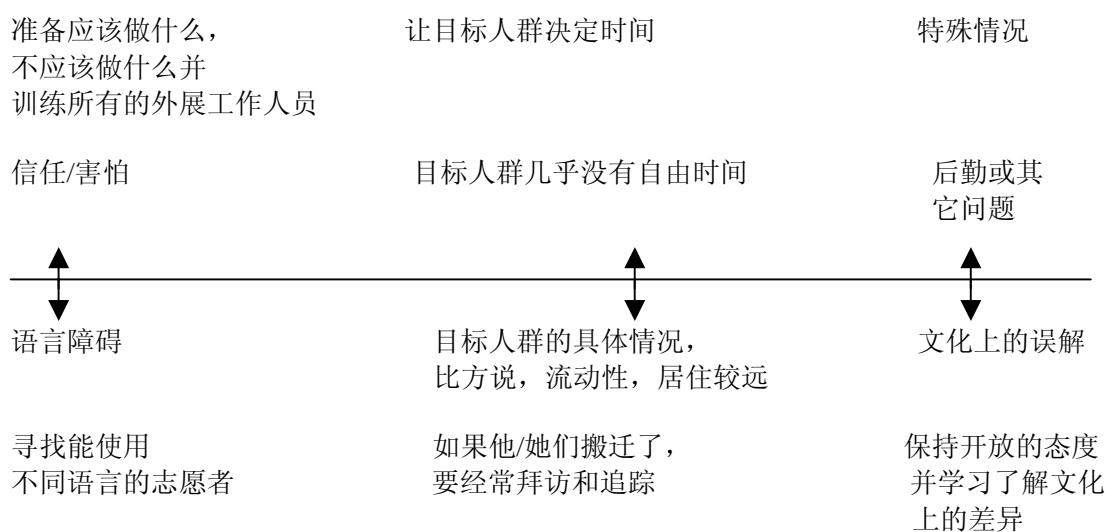 准备应该做什么，
不应该做什么并
训练所有的外展工作人员
让目标人群决定时间
特殊情况
信任/害怕
目标人群几乎没有自由时间
后勤或其
它问题
语言障碍
目标人群的具体情况，
比方说，流动性，居住较远
文化上的误解
寻找能使用
不同语言的志愿者
如果他/她们搬迁了，
要经常拜访和追踪
保持开放的态度
并学习了解文化
上的差异